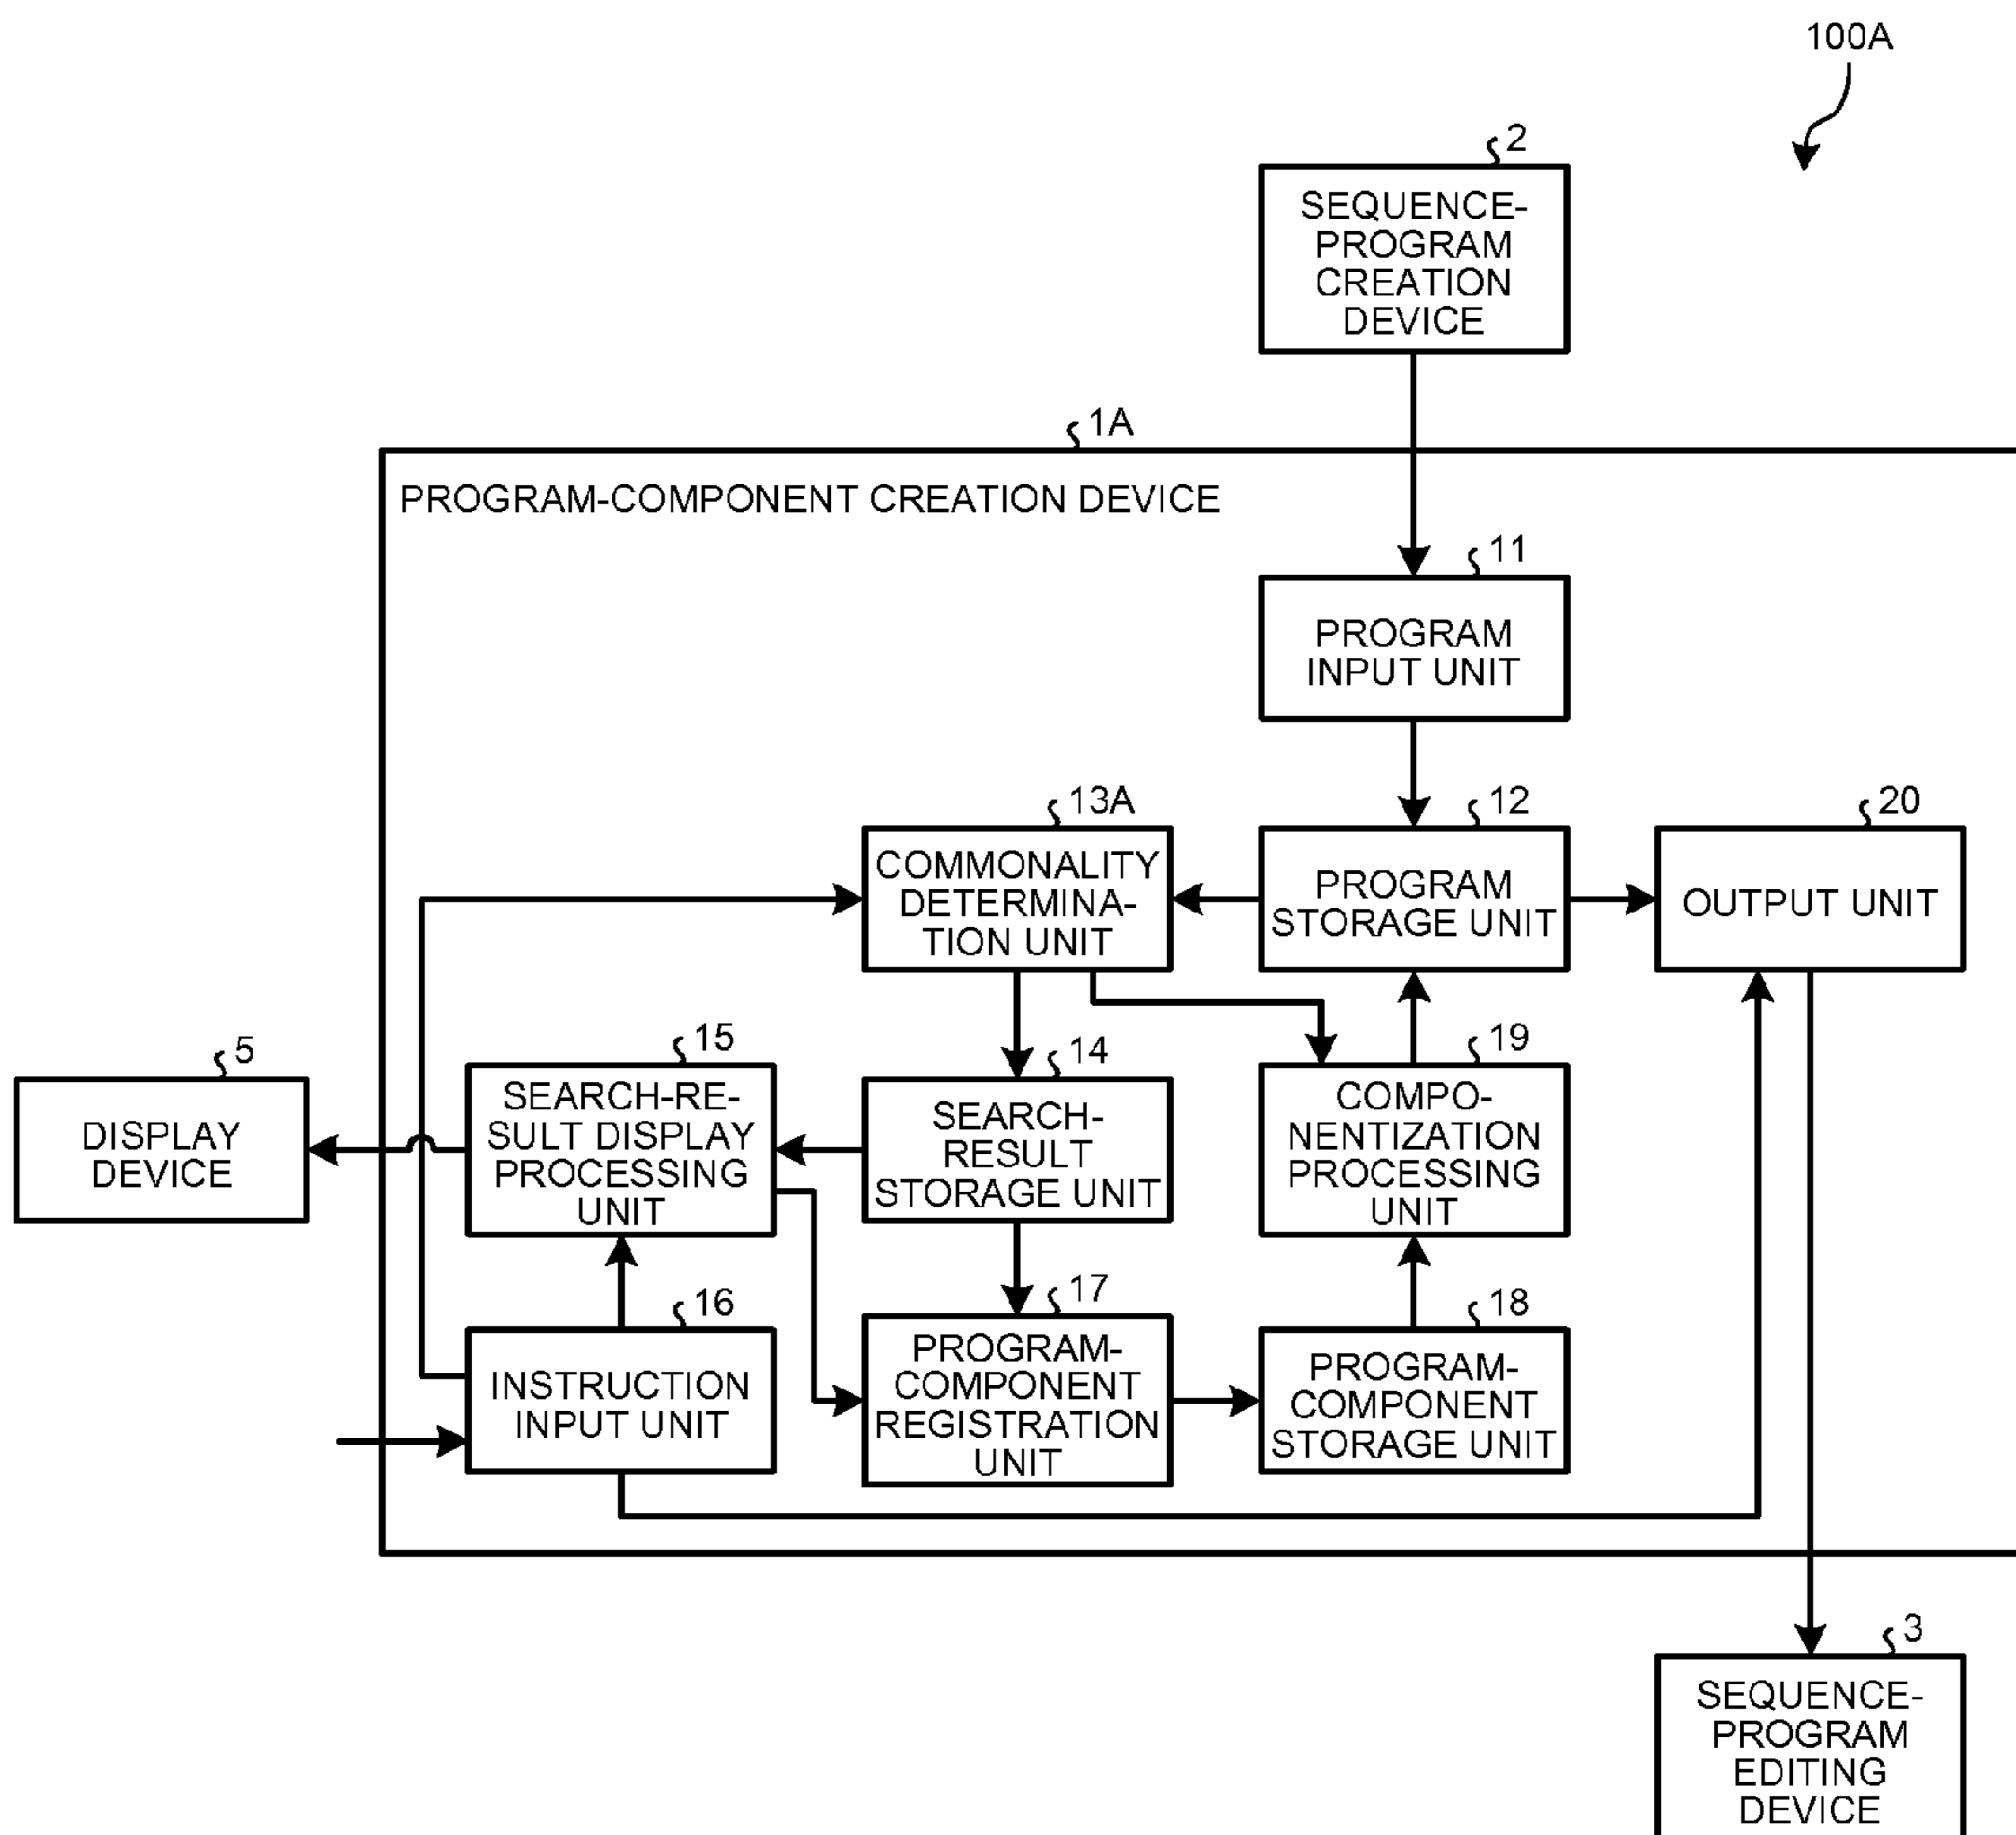 100A
2
SEQUENCE-
PROGRAM
CREATION
DEVICE
1A
PROGRAM-COMPONENT CREATION DEVICE
11
PROGRAM
INPUT UNIT
13A
COMMONALITY
DETERMINA-
TION UNIT
12
PROGRAM
STORAGE UNIT
20
OUTPUT UNIT
5
DISPLAY
DEVICE
15
SEARCH-RE-
SULT DISPLAY
PROCESSING
UNIT
14
SEARCH-
RESULT
STORAGE UNIT
19
COMPO-
NENTIZATION
PROCESSING
UNIT
16
INSTRUCTION
INPUT UNIT
17
PROGRAM-
COMPONENT
REGISTRATION
UNIT
18
PROGRAM-
COMPONENT
STORAGE UNIT
3
SEQUENCE-
PROGRAM
EDITING
DEVICE